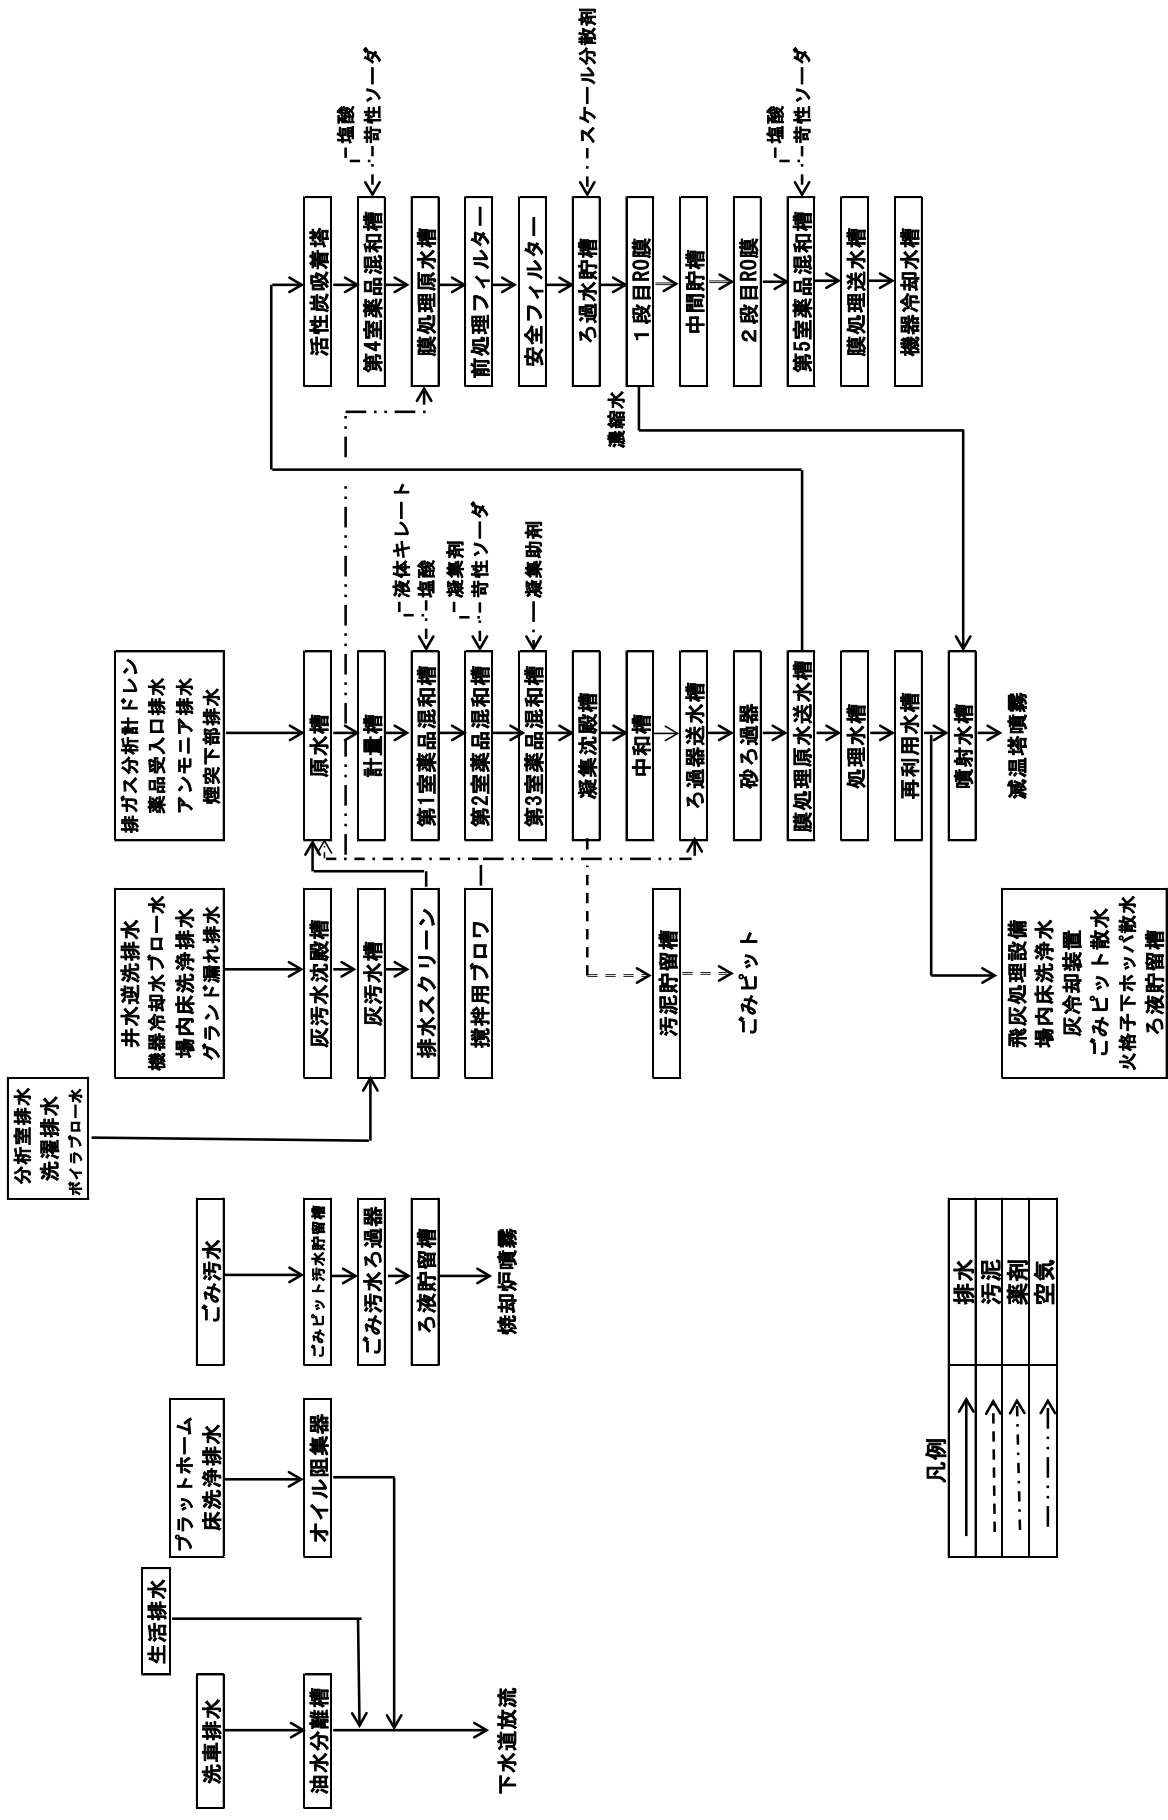 洗車排水
油水分離槽
下水道放流
生活排水
プラットホーム
床洗浄排水
オイル阻集器
ごみ汚水
ごみピット汚水貯留槽
ごみ汚水ろ過器
ろ液貯留槽
焼却炉噴霧
分析室排水
洗濯排水
ボイラブロー水
井水逆洗排水
機器冷却水ブロー水
場内床洗浄排水
グランド漏れ排水
灰汚水沈殿槽
灰汚水槽
排水スクリーン
撹拌用ブロワ
汚泥貯留槽
ごみピット
飛灰処理設備
場内床洗浄水
灰冷却装置
ごみピット散水
火格子下ホッパ散水
ろ液貯留槽
排ガス分析計ドレン
薬品受入口排水
アンモニア排水
煙突下部排水
原水槽
計量槽
第1室薬品混和槽
第2室薬品混和槽
第3室薬品混和槽
凝集沈殿槽
中和槽
ろ過器送水槽
砂ろ過器
膜処理原水送水槽
処理水槽
再利用水槽
噴射水槽
減温塔噴霧
液体キレート
塩酸
凝集剤
苛性ソーダ
凝集助剤
濃縮水
活性炭吸着塔
第4室薬品混和槽
膜処理原水槽
前処理フィルター
安全フィルター
ろ過水貯槽
１段目RO膜
中間貯槽
２段目RO膜
第5室薬品混和槽
膜処理送水槽
機器冷却水槽
塩酸
苛性ソーダ
スケール分散剤
塩酸
苛性ソーダ
凡例
排水
汚泥
薬剤
空気